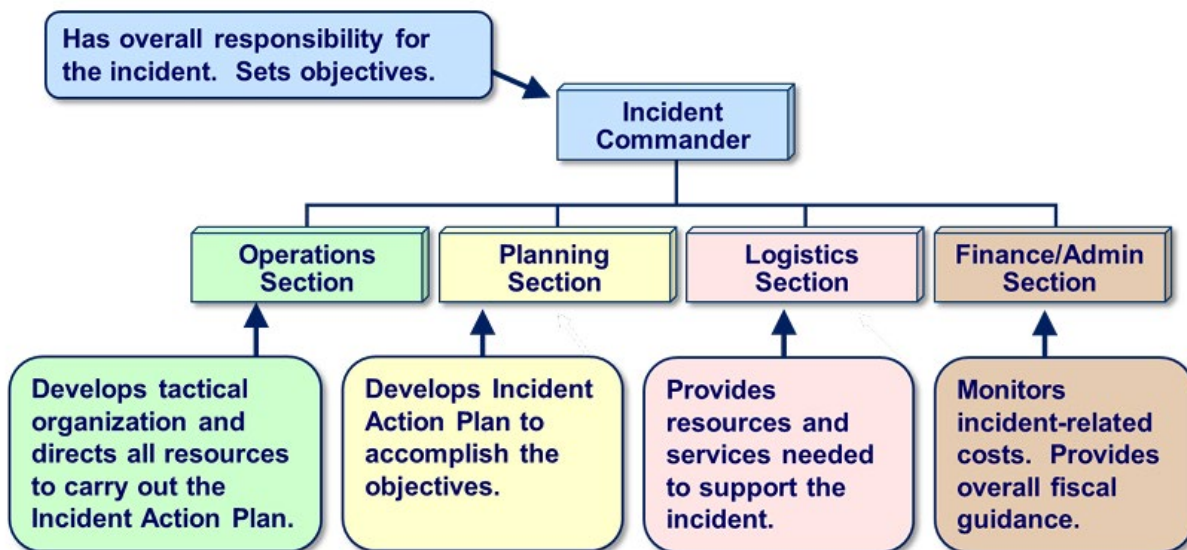 Has overall responsibility for
the incident.  Sets objectives.
Incident
Commander
Operations
Section
Planning
Section
Logistics
Section
Finance/Admin
Section
Develops tactical
organization and
directs all resources
to carry out the
Incident Action Plan.
Develops Incident
Action Plan to
accomplish the
objectives.
Provides
resources and
services needed
to support the
incident.
Monitors
incident-related
costs.  Provides
overall fiscal
guidance.